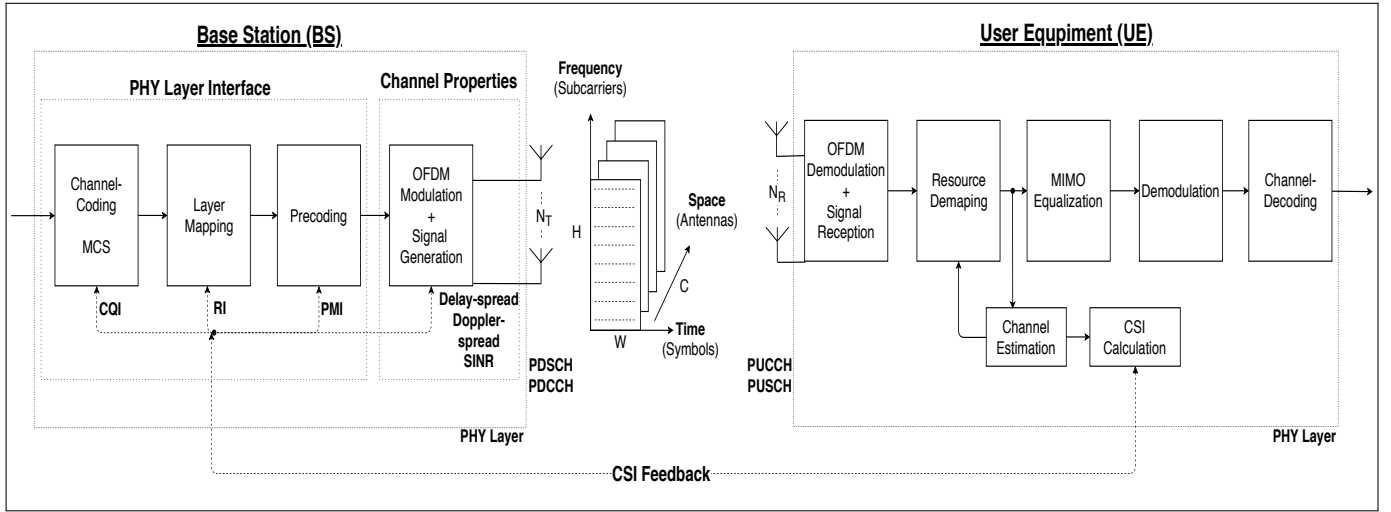 Base Station (BS)
User Equpiment (UE)
PHY Layer Interface
Channel Properties
Channel-
Coding
MCS
Layer
Mapping
Precoding
OFDM
Modulation
+
Signal
Generation
CQI
RI
PMI
Delay-spread
Doppler-
spread
SINR
N_T
PDSCH
PDCCH
PHY Layer
Frequency
(Subcarriers)
H
Space
(Antennas)
C
W
Time
(Symbols)
N_R
PUCCH
PUSCH
OFDM
Demodulation
+
Signal
Reception
Resource
Demaping
MIMO
Equalization
Demodulation
Channel-
Decoding
Channel
Estimation
CSI
Calculation
PHY Layer
CSI Feedback